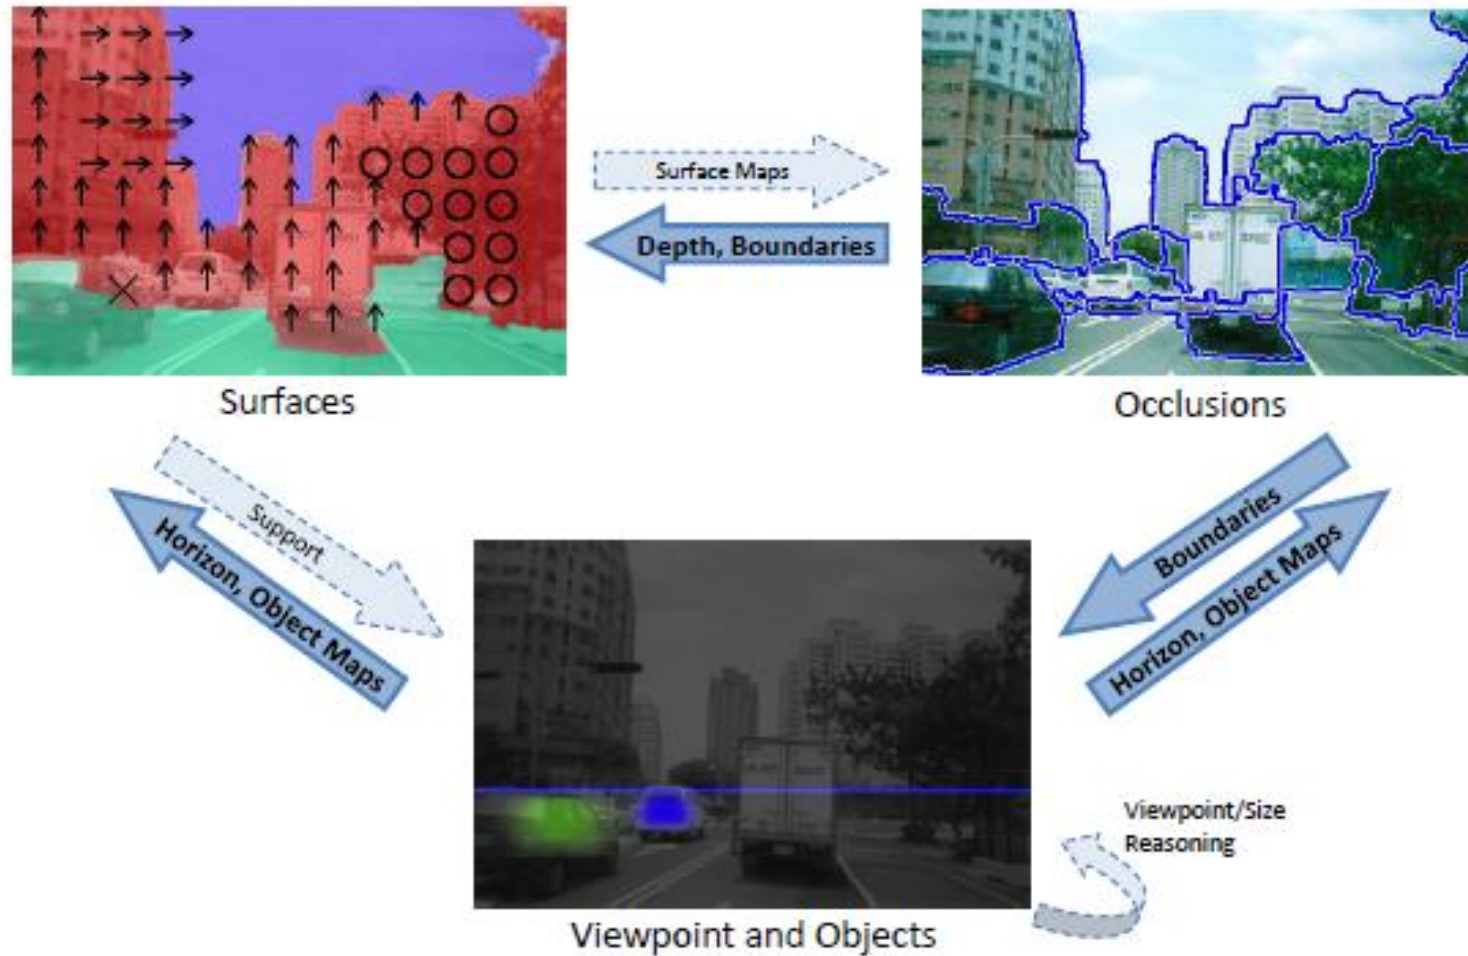 Surface Maps
Depth, Boundaries
Surfaces
Occlusions
Support
Horizon, Object Maps
Boundaries
Horizon, Object Maps
Viewpoint/Size
Reasoning
Viewpoint and Objects